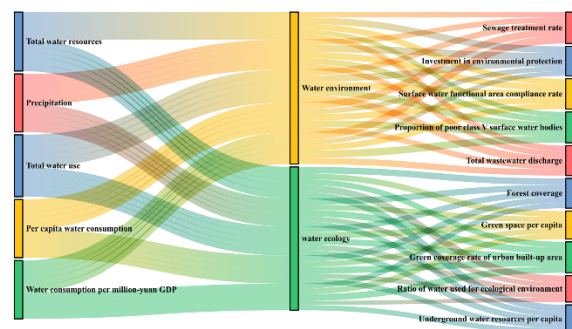 Total water resources
Precipitation
Total water use
Per capita water consumption
Water consumption per million-yuan GDP
Water environment
water ecology
Sewage treatment rate
Investment in environmental protection
Surface water functional area compliance rate
Proportion of poor class V surface water bodies
Total wastewater discharge
Forest coverage
Green space per capita
Green coverage rate of urban built-up area
Ratio of water used for ecological environment
Underground water resources per capita